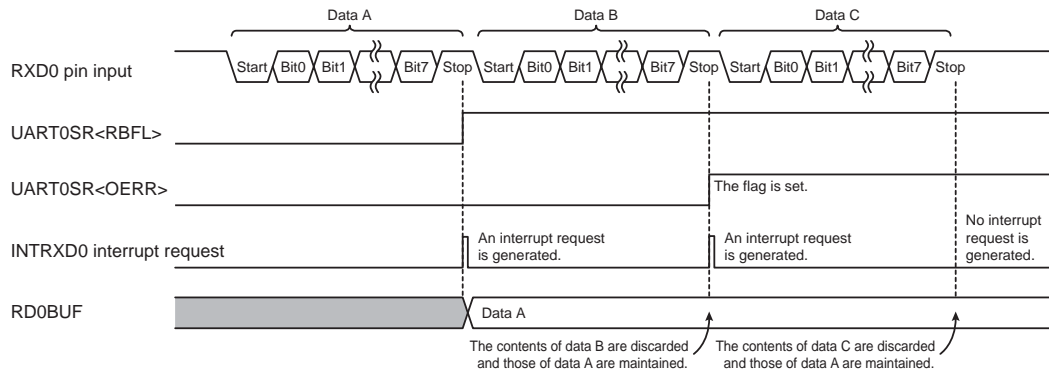 Data A Data B Data C
RXD0 pin input Start Bit0 Bit1 Bit7 Stop Start Bit0 Bit1 Bit7 Stop Start Bit0 Bit1 Bit7 Stop
UART0SR<RBFL>
UART0SR<OERR> The flag is set.
INTRXD0 interrupt request
An interrupt request
is generated.
An interrupt request
is generated.
No interrupt
request is
generated.
RD0BUF Data A
The contents of data B are discarded
and those of data A are maintained.
The contents of data C are discarded
and those of data A are maintained.